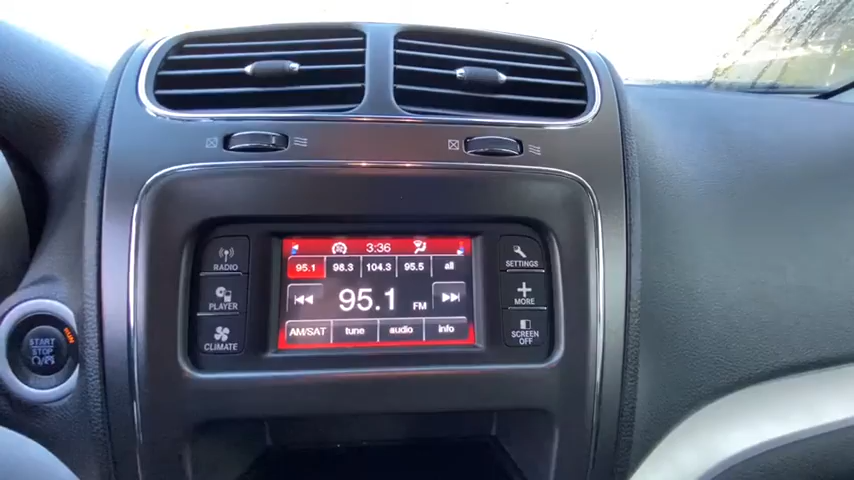 3:36
RADIO
95.1 98.3 104.3 95.5 all
SETTINGS
PLAYER
95.1 FM
MORE
AM/SAT tune audio info
CLIMATE
SCREEN OFF
START
STOP
RUN